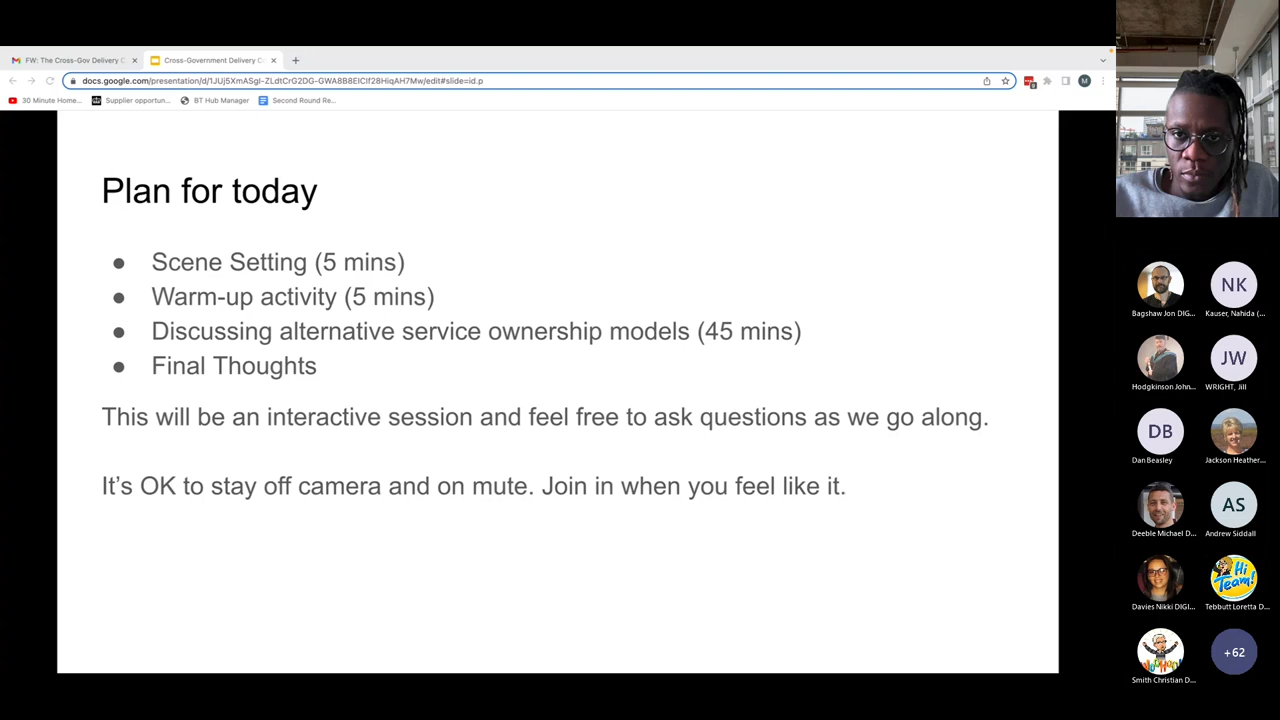 FW: The Cross-Gov Delivery C
Cross-Government Delivery C
docs.google.com/presentation/d/1JUj5XmASgI-ZLdtCrG2DG-GWA8B8EICIf28HiqAH7Mw/edit#slide=id.p
M
30 Minute Home...
Supplier opportun...
BT Hub Manager
Second Round Re...
Plan for today
● Scene Setting (5 mins)
● Warm-up activity (5 mins)
● Discussing alternative service ownership models (45 mins)
● Final Thoughts
This will be an interactive session and feel free to ask questions as we go along.
It's OK to stay off camera and on mute. Join in when you feel like it.
NK
Bagshaw Jon DIG...
Kauser, Nahida (...
JW
Hodgkinson John...
WRIGHT, Jill
DB
Dan Beasley
Jackson Heather...
AS
Deeble Michael D...
Andrew Siddall
Hi
Team!
Davies Nikki DIGI...
Tebbutt Loretta D...
+62
Smith Christian D...